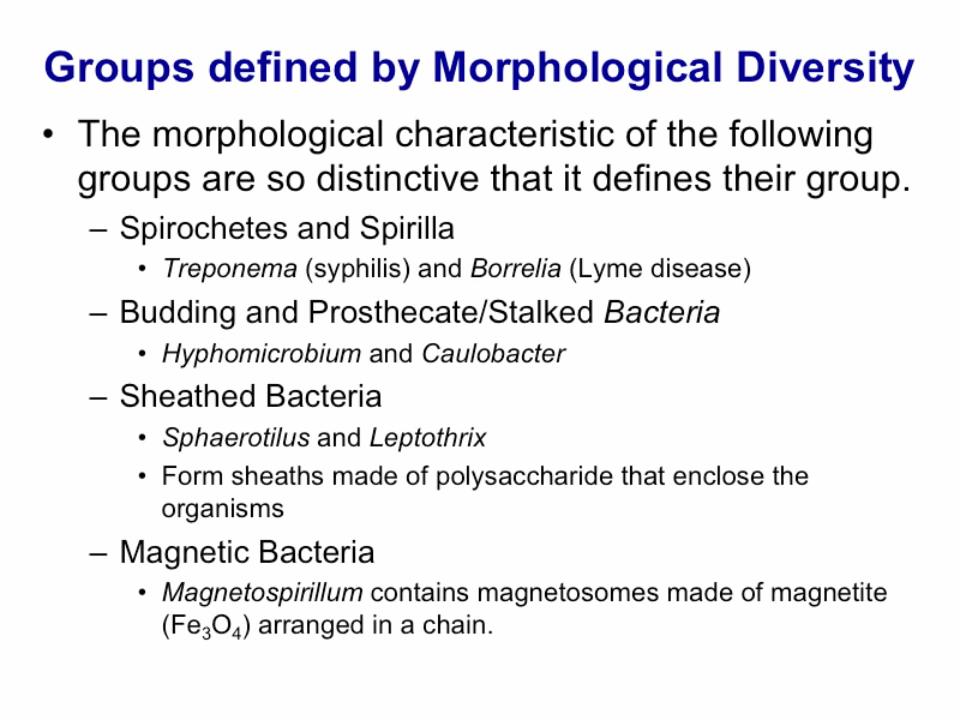 Groups defined by Morphological Diversity
• The morphological characteristic of the following
groups are so distinctive that it defines their group.
– Spirochetes and Spirilla
• Treponema (syphilis) and Borrelia (Lyme disease)
– Budding and Prosthecate/Stalked Bacteria
• Hyphomicrobium and Caulobacter
– Sheathed Bacteria
• Sphaerotilus and Leptothrix
• Form sheaths made of polysaccharide that enclose the
organisms
– Magnetic Bacteria
• Magnetospirillum contains magnetosomes made of magnetite
(Fe₃O₄) arranged in a chain.